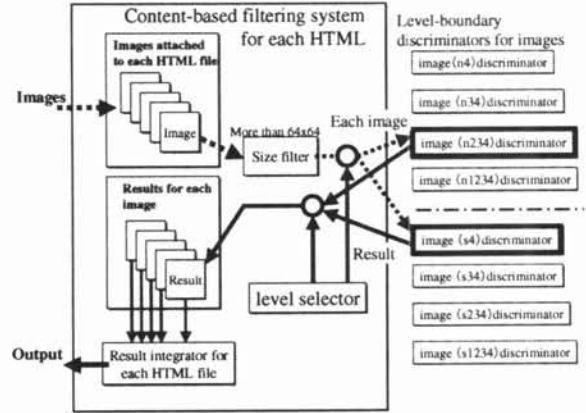 Content-based filtering system
for each HTML
Level-boundary
discriminators for images
Images attached
to each HTML file
Images
Image
More than 64x64
Size filter
Each image
image (n4)discriminator
image (n34)discriminator
image (n234)discriminator
image (n1234)discriminator
Results for each
image
Result
Result
level selector
image (s4)discriminator
image (s34)discriminator
image (s234)discriminator
image (s1234)discriminator
Output
Result integrator for
each HTML file